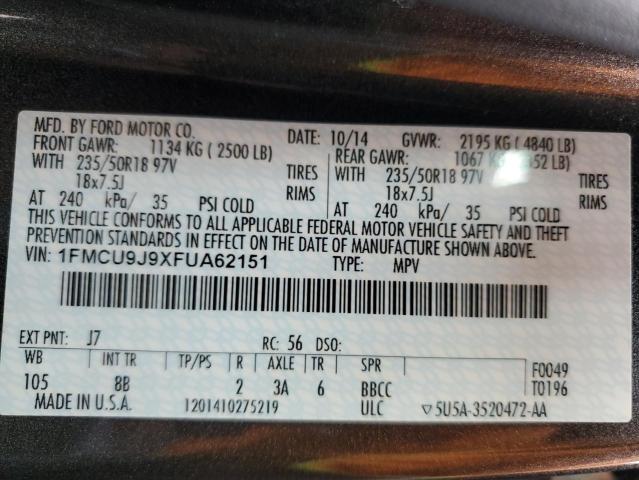 MFD. BY FORD MOTOR CO.
DATE: 10/14 GVWR: 2195 KG ( 4840 LB)
FRONT GAWR: 1134 KG ( 2500 LB)
WITH 235/50R18 97V TIRES
18x7.5J RIMS
AT 240 kPa/ 35 PSI COLD
REAR GAWR: 1067 52 LB)
WITH 235/50R18 97V TIRES
18x7.5J RIMS
AT 240 kPa/ 35 PSI COLD
THIS VEHICLE CONFORMS TO ALL APPLICABLE FEDERAL MOTOR VEHICLE SAFETY AND THEFT
PREVENTION STANDARDS IN EFFECT ON THE DATE OF MANUFACTURE SHOWN ABOVE.
VIN: 1FMCU9J9XFUA62151 TYPE: MPV
EXT PNT: J7 RC: 56 DSO:
WB INT TR TP/PS R AXLE TR SPR F0049
105 8B 2 3A 6 BBCC T0196
MADE IN U.S.A. 1201410275219 ULC ▽5U5A-3520472-AA